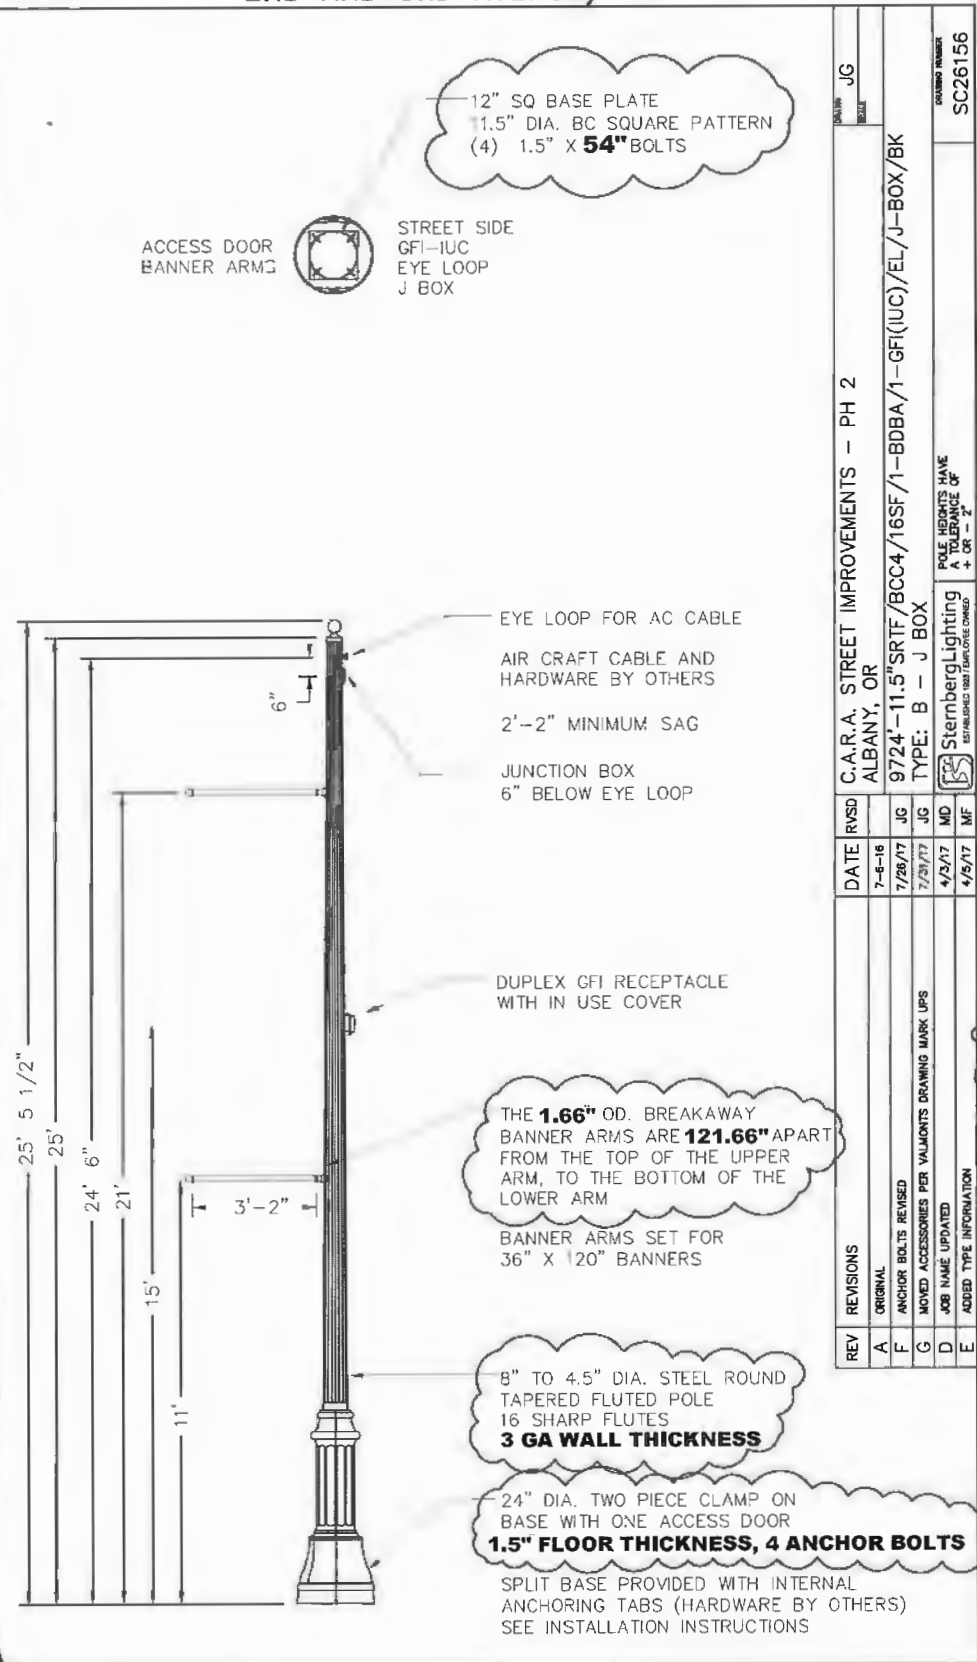 12" SQ BASE PLATE
11.5" DIA. BC SQUARE PATTERN
(4) 1.5" X 54" BOLTS
ACCESS DOOR
BANNER ARMS
STREET SIDE
GFI-IUC
EYE LOOP
J BOX
EYE LOOP FOR AC CABLE
AIR CRAFT CABLE AND
HARDWARE BY OTHERS
2'-2" MINIMUM SAG
JUNCTION BOX
6" BELOW EYE LOOP
DUPLEX GFI RECEPTACLE
WITH IN USE COVER
THE 1.66" OD. BREAKAWAY
BANNER ARMS ARE 121.66" APART
FROM THE TOP OF THE UPPER
ARM, TO THE BOTTOM OF THE
LOWER ARM
BANNER ARMS SET FOR
36" X 120" BANNERS
8" TO 4.5" DIA. STEEL ROUND
TAPERED FLUTED POLE
16 SHARP FLUTES
3 GA WALL THICKNESS
24" DIA. TWO PIECE CLAMP ON
BASE WITH ONE ACCESS DOOR
1.5" FLOOR THICKNESS, 4 ANCHOR BOLTS
SPLIT BASE PROVIDED WITH INTERNAL
ANCHORING TABS (HARDWARE BY OTHERS)
SEE INSTALLATION INSTRUCTIONS
25' 5 1/2"
25'
24' 6"
21'
15'
11'
6"
3'-2"
REV REVISIONS DATE RVSD
A ORIGINAL 7-6-16
F ANCHOR BOLTS REVISED 7/26/17 JG
G MOVED ACCESSORIES PER VALMONTS DRAWING MARK UPS 7/31/17 JG
D JOB NAME UPDATED 4/3/17 MD
E ADDED TYPE INFORMATION 4/5/17 MF
C.A.R.A. STREET IMPROVEMENTS - PH 2
ALBANY, OR
9724'-11.5"SRTF/BCC4/16SF/1-BDBA/1-GFI(IUC)/EL/J-BOX/BK
TYPE: B - J BOX
SternbergLighting
ESTABLISHED 1923 / EMPLOYEE OWNED
POLE HEIGHTS HAVE
A TOLERANCE OF
+ OR - 2"
JG
DRAWING NUMBER
SC26156